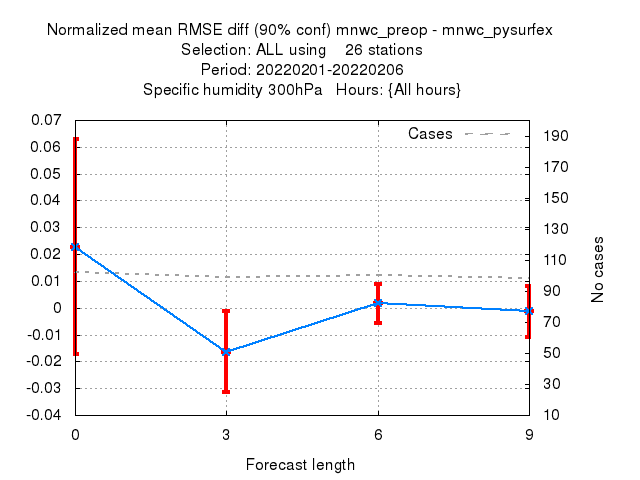 Normalized mean RMSE diff (90% conf) mnwc_preop - mnwc_pysurfex
Selection: ALL using 26 stations
Period: 20220201-20220206
Specific humidity 300hPa Hours: {All hours}
Cases
0.07
0.06
0.05
0.04
0.03
0.02
0.01
0
-0.01
-0.02
-0.03
-0.04
190
170
150
130
110
90
70
50
30
10
No cases
0 3 6 9
Forecast length